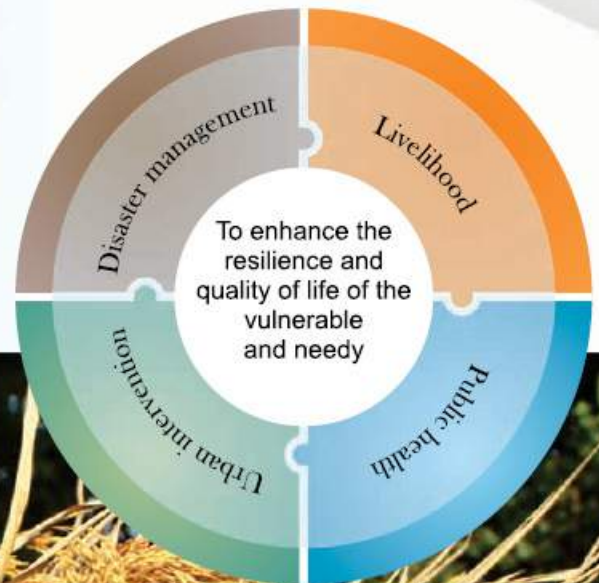 Disaster management
Livelihood
To enhance the
resilience and
quality of life of the
vulnerable
and needy
Urban intervention
Public health